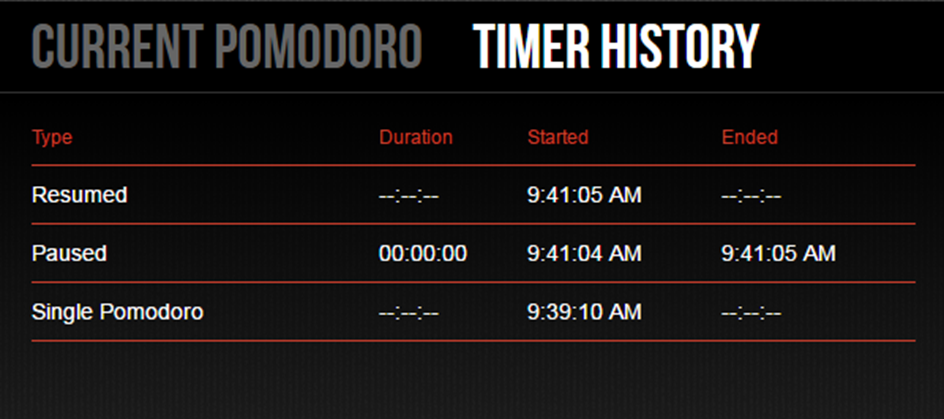 CURRENT POMODORO TIMER HISTORY
Type Duration Started Ended
Resumed --:--:-- 9:41:05 AM --:--:--
Paused 00:00:00 9:41:04 AM 9:41:05 AM
Single Pomodoro --:--:-- 9:39:10 AM --:--:--